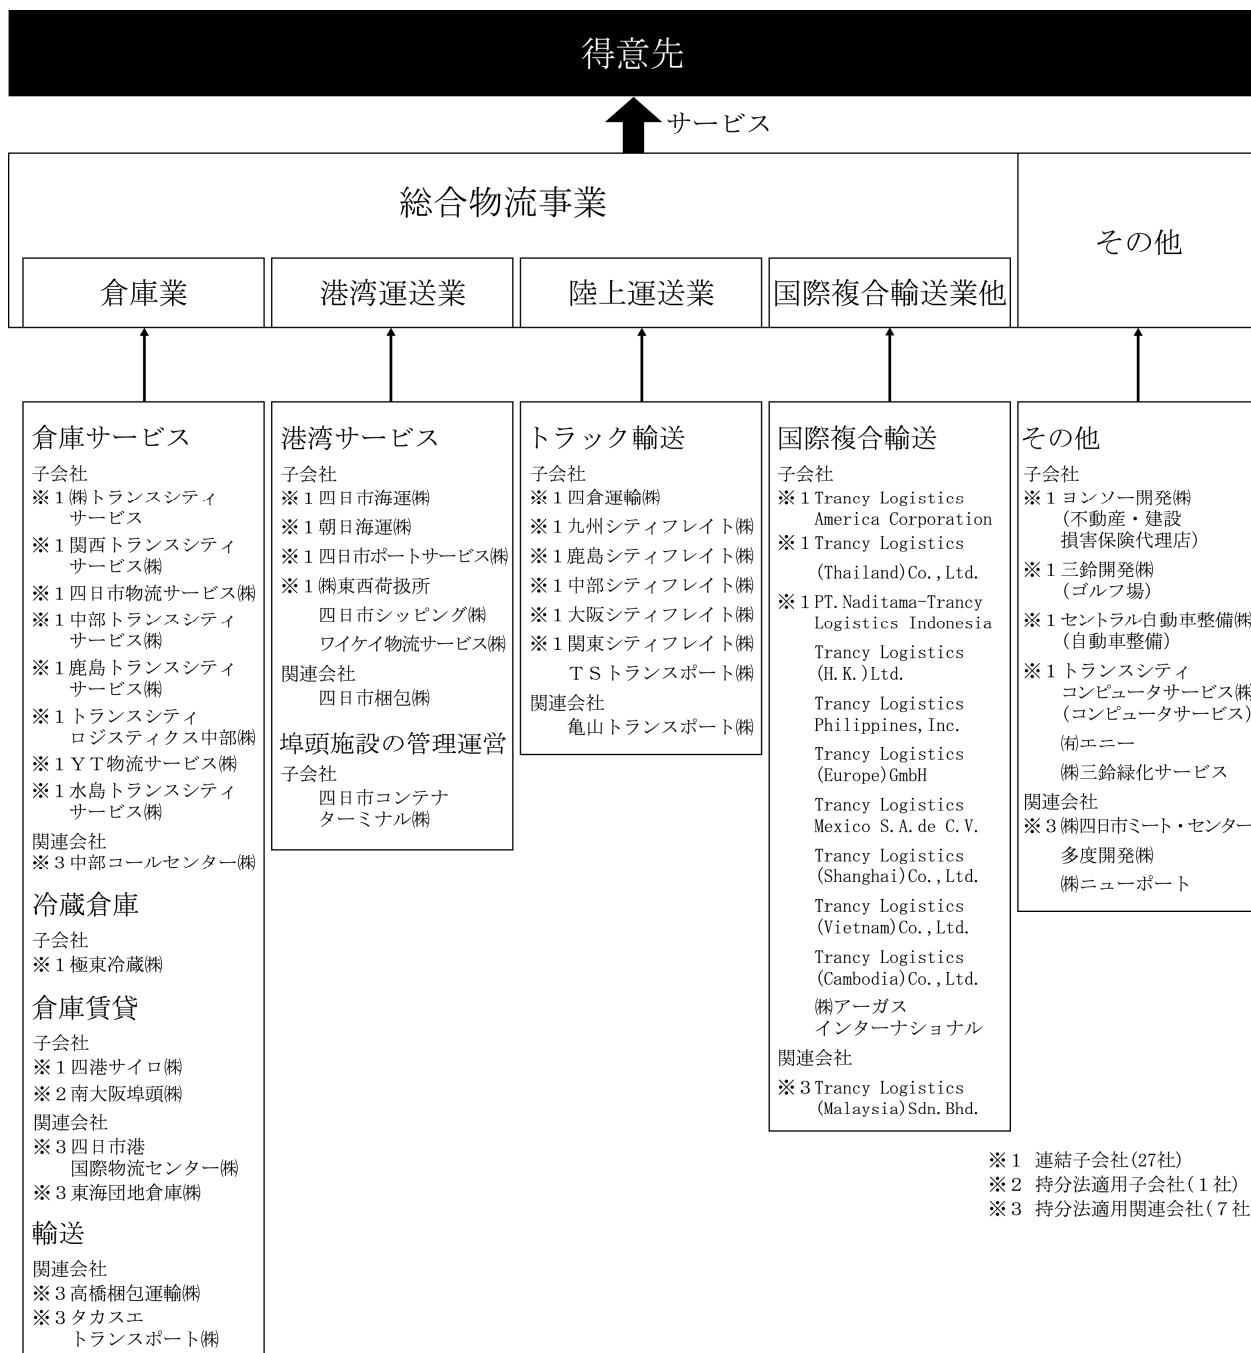 得意先
サービス
総合物流事業
その他
倉庫業
港湾運送業
陸上運送業
国際複合輸送業他
倉庫サービス
子会社
※1㈱トランスシティ
サービス
※1関西トランスシティ
サービス㈱
※1四日市物流サービス㈱
※1中部トランスシティ
サービス㈱
※1鹿島トランスシティ
サービス㈱
※1トランスシティ
ロジスティクス中部㈱
※1ＹＴ物流サービス㈱
※1水島トランスシティ
サービス㈱
関連会社
※3中部コールセンター㈱
冷蔵倉庫
子会社
※1極東冷蔵㈱
倉庫賃貸
子会社
※1四港サイロ㈱
※2南大阪埠頭㈱
関連会社
※3四日市港
国際物流センター㈱
※3東海団地倉庫㈱
輸送
関連会社
※3高橋梱包運輸㈱
※3タカスエ
トランスポート㈱
港湾サービス
子会社
※1四日市海運㈱
※1朝日海運㈱
※1四日市ポートサービス㈱
※1㈱東西荷扱所
四日市シッピング㈱
ワイケイ物流サービス㈱
関連会社
四日市梱包㈱
埠頭施設の管理運営
子会社
四日市コンテナ
ターミナル㈱
トラック輸送
子会社
※1四倉運輸㈱
※1九州シティフレイト㈱
※1鹿島シティフレイト㈱
※1中部シティフレイト㈱
※1大阪シティフレイト㈱
※1関東シティフレイト㈱
ＴＳトランスポート㈱
関連会社
亀山トランスポート㈱
国際複合輸送
子会社
※1Trancy Logistics
America Corporation
※1Trancy Logistics
(Thailand)Co.,Ltd.
※1PT.Naditama-Trancy
Logistics Indonesia
Trancy Logistics
(H.K.)Ltd.
Trancy Logistics
Philippines,Inc.
Trancy Logistics
(Europe)GmbH
Trancy Logistics
Mexico S.A.de C.V.
Trancy Logistics
(Shanghai)Co.,Ltd.
Trancy Logistics
(Vietnam)Co.,Ltd.
Trancy Logistics
(Cambodia)Co.,Ltd.
㈱アーガス
インターナショナル
関連会社
※3Trancy Logistics
(Malaysia)Sdn.Bhd.
その他
子会社
※1ヨンソー開発㈱
(不動産・建設
損害保険代理店)
※1三鈴開発㈱
(ゴルフ場)
※1セントラル自動車整備㈱
(自動車整備)
※1トランスシティ
コンピュータサービス㈱
(コンピュータサービス)
㈲エニー
㈱三鈴緑化サービス
関連会社
※3㈱四日市ミート・センター
多度開発㈱
㈱ニューポート
※1 連結子会社(27社)
※2 持分法適用子会社(1社)
※3 持分法適用関連会社(7社